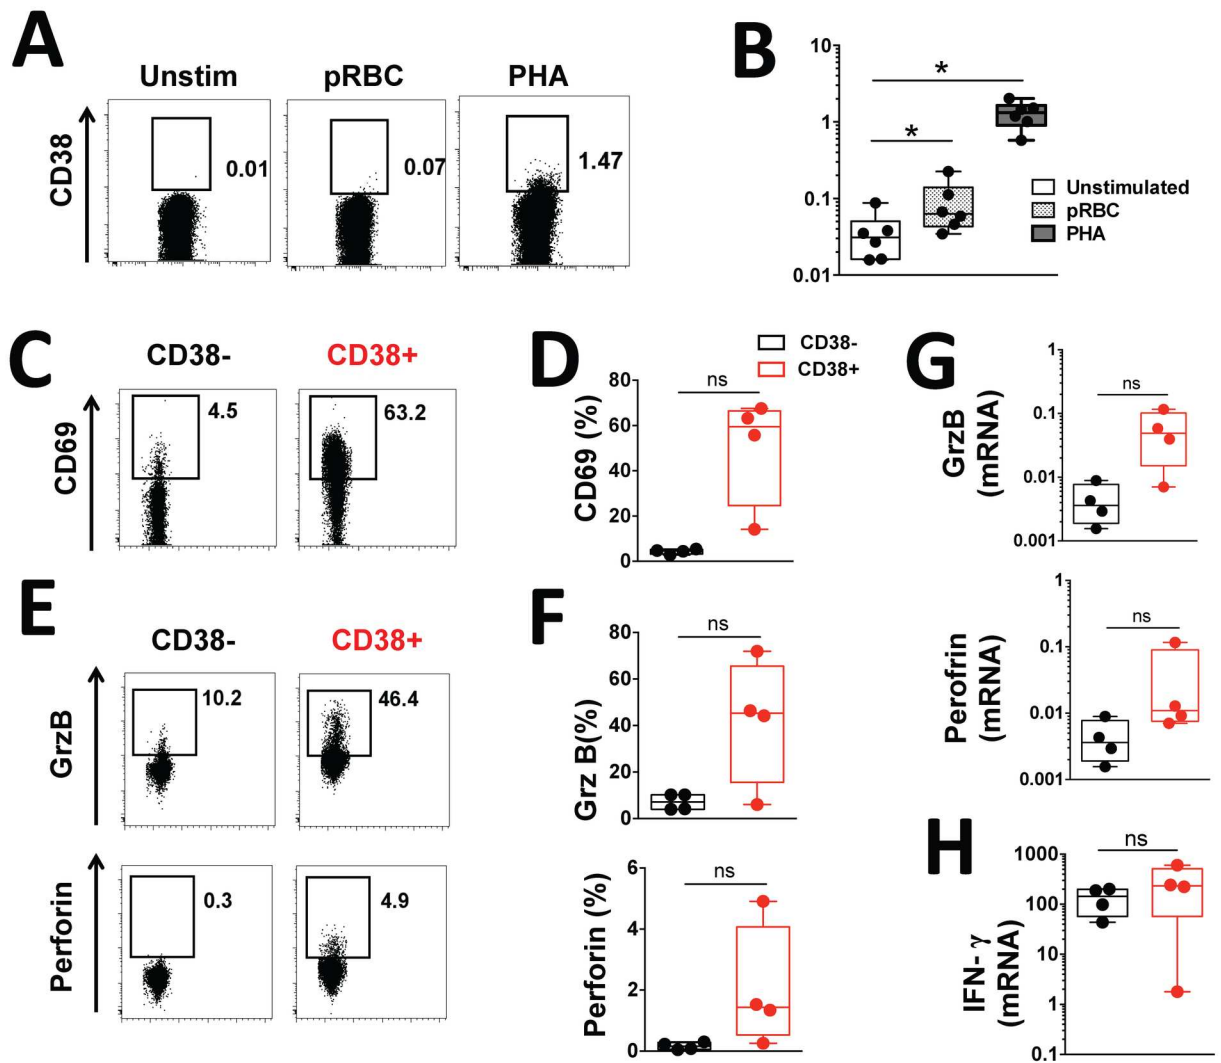 A
Unstim
pRBC
PHA
CD38
0.01
0.07
1.47
B
10
1
0.1
0.01
*
*
Unstimulated
pRBC
PHA
C
CD38-
CD38+
CD69
4.5
63.2
D
CD38-
CD38+
CD69 (%)
80
60
40
20
0
ns
G
GrzB
(mRNA)
1
0.1
0.01
0.001
ns
Perofrin
(mRNA)
1
0.1
0.01
0.001
ns
E
CD38-
CD38+
GrzB
10.2
46.4
Perforin
0.3
4.9
F
Grz B(%)
80
60
40
20
0
ns
Perforin (%)
6
4
2
0
ns
H
IFN- γ
(mRNA)
1000
100
10
1
0.1
ns